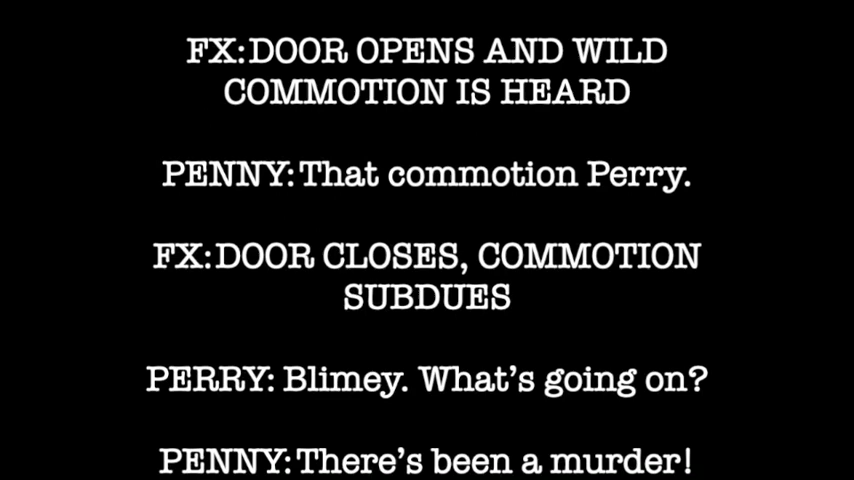 FX: DOOR OPENS AND WILD
COMMOTION IS HEARD
PENNY: That commotion Perry.
FX: DOOR CLOSES, COMMOTION
SUBDUES
PERRY: Blimey. What's going on?
PENNY: There's been a murder!